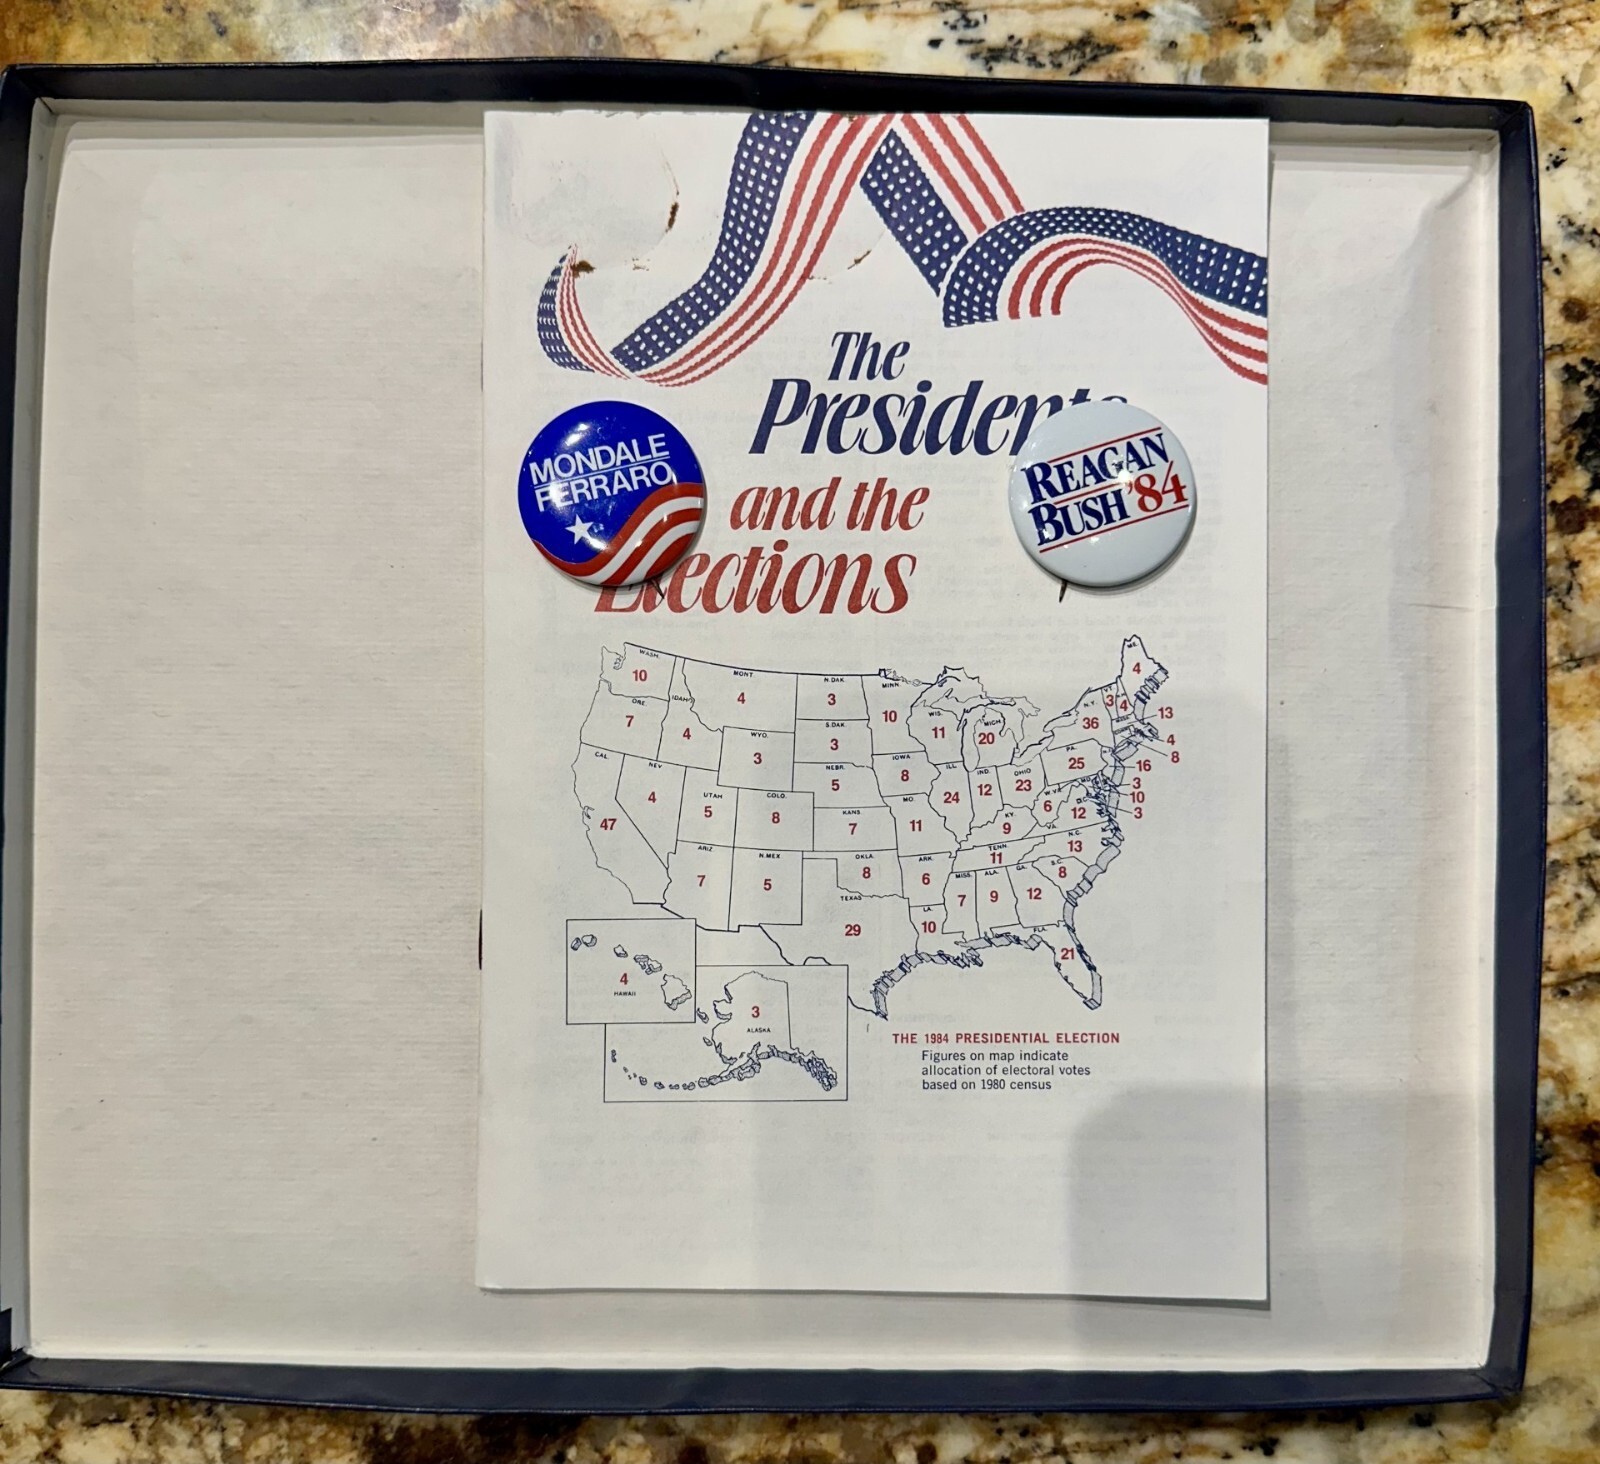 The
Presidents
and the
Elections
MONDALE
FERRARO
REAGAN
BUSH '84
WASH.
10
ORE.
7
CAL.
47
IDAHO
4
NEV.
4
MONT.
4
WYO.
3
UTAH
5
COLO.
8
ARIZ.
7
N.MEX.
5
N.DAK.
3
S.DAK.
3
NEBR.
5
KANS.
7
OKLA.
8
TEXAS
29
MINN.
10
IOWA
8
MO.
11
ARK.
6
LA.
10
WIS.
11
ILL.
24
MICH.
20
IND.
12
OHIO
23
KY.
9
TENN.
11
MISS.
7
ALA.
9
GA.
12
FLA.
21
S.C.
8
N.C.
13
VA.
12
W.VA.
6
PA.
25
N.Y.
36
VT.
3
N.H.
4
ME.
4
MASS.
13
4
8
16
3
MD.
10
D.C.
3
4
HAWAII
3
ALASKA
THE 1984 PRESIDENTIAL ELECTION
Figures on map indicate
allocation of electoral votes
based on 1980 census